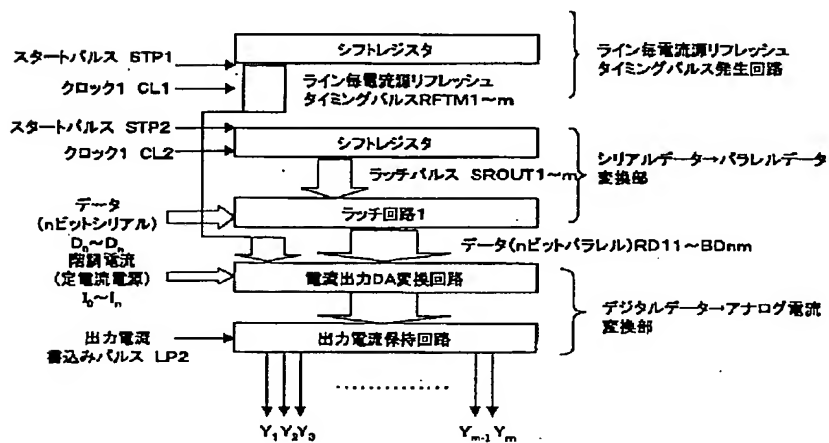 シフトレジスタ
スタートパルス STP1
クロック1 CL1
ライン毎電流源リフレッシュ
タイミングパルスRFTM1~m
ライン毎電流源リフレッシュ
タイミングパルス発生回路
スタートパルス STP2
クロック1 CL2
シフトレジスタ
ラッチパルス SROUT1~m
シリアルデータ→パラレルデータ
変換部
データ
(nビットシリアル)
Dn~Dn
ラッチ回路1
データ(nビットパラレル)RD11~BDnm
階調電流
(定電流電源)
I0~In
電流出力DA変換回路
デジタルデータ→アナログ電流
変換部
出力電流
書込みパルス LP2
出力電流保持回路
Y1 Y2 Y3
Ym-1 Ym